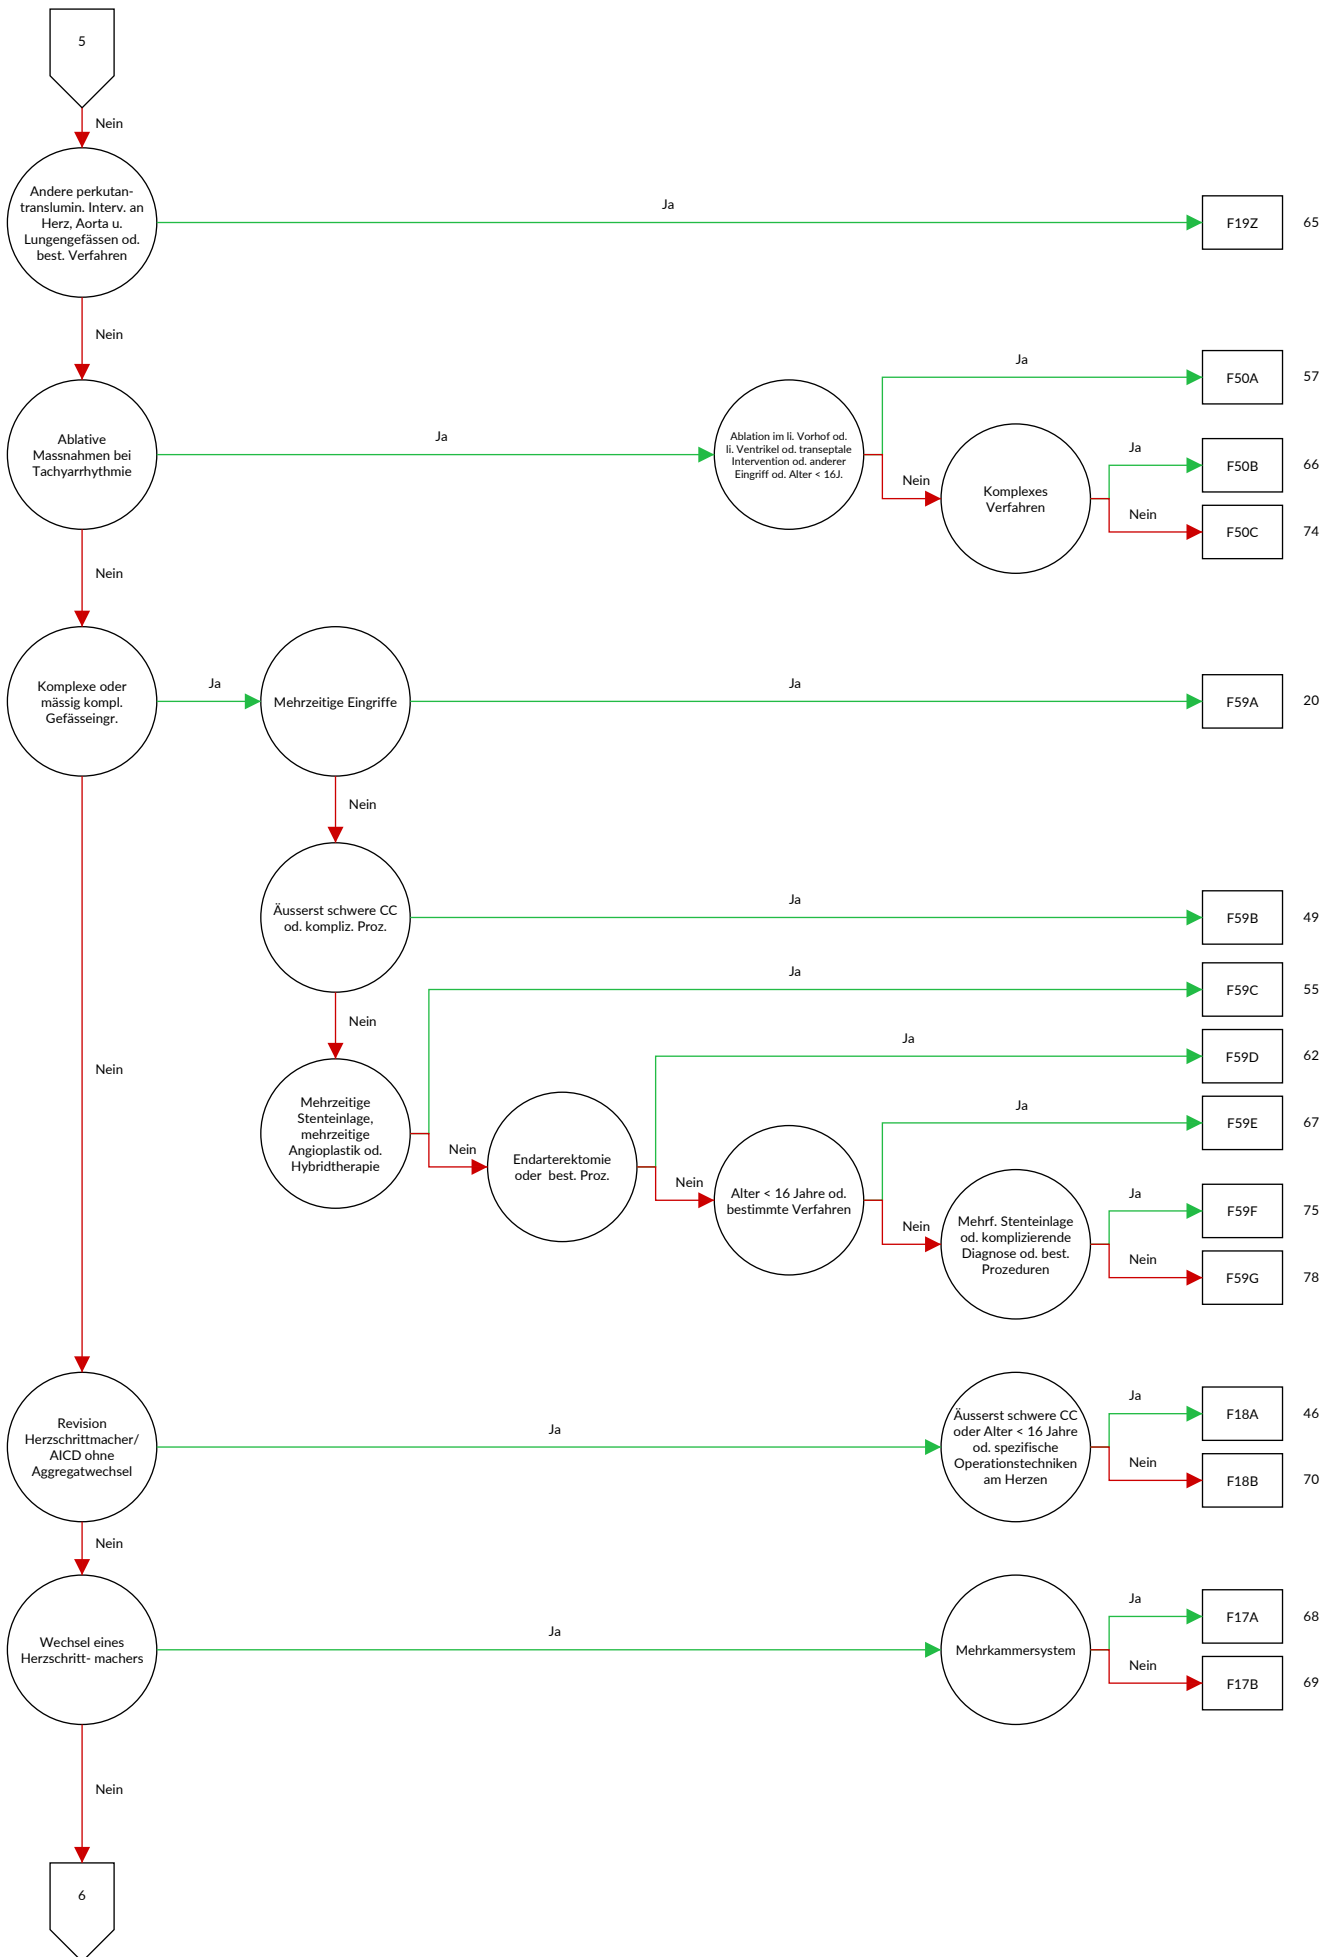 5
Nein
Andere perkutan-
translumin. Interv. an
Herz, Aorta u.
Lungengefässen od.
best. Verfahren
Ja
F19Z
65
Nein
Ablative
Massnahmen bei
Tachyarrhythmie
Ja
Ablation im li. Vorhof od.
li. Ventrikel od. transeptale
Intervention od. anderer
Eingriff od. Alter < 16J.
Ja
F50A
57
Nein
Komplexes
Verfahren
Ja
F50B
66
Nein
F50C
74
Nein
Komplexe oder
mässig kompl.
Gefässeingr.
Ja
Mehrzeitige Eingriffe
Ja
F59A
20
Nein
Äusserst schwere CC
od. kompliz. Proz.
Ja
F59B
49
Nein
Mehrzeitige
Stenteinlage,
mehrzeitige
Angioplastik od.
Hybridtherapie
Ja
F59C
55
Nein
Endarterektomie
oder best. Proz.
Ja
F59D
62
Nein
Alter < 16 Jahre od.
bestimmte Verfahren
Ja
F59E
67
Nein
Mehrf. Stenteinlage
od. komplizierende
Diagnose od. best.
Prozeduren
Ja
F59F
75
Nein
F59G
78
Nein
Revision
Herzschrittmacher/
AICD ohne
Aggregatwechsel
Ja
Äusserst schwere CC
oder Alter < 16 Jahre
od. spezifische
Operationstechniken
am Herzen
Ja
F18A
46
Nein
F18B
70
Nein
Wechsel eines
Herzschritt- machers
Ja
Mehrkammersystem
Ja
F17A
68
Nein
F17B
69
Nein
6